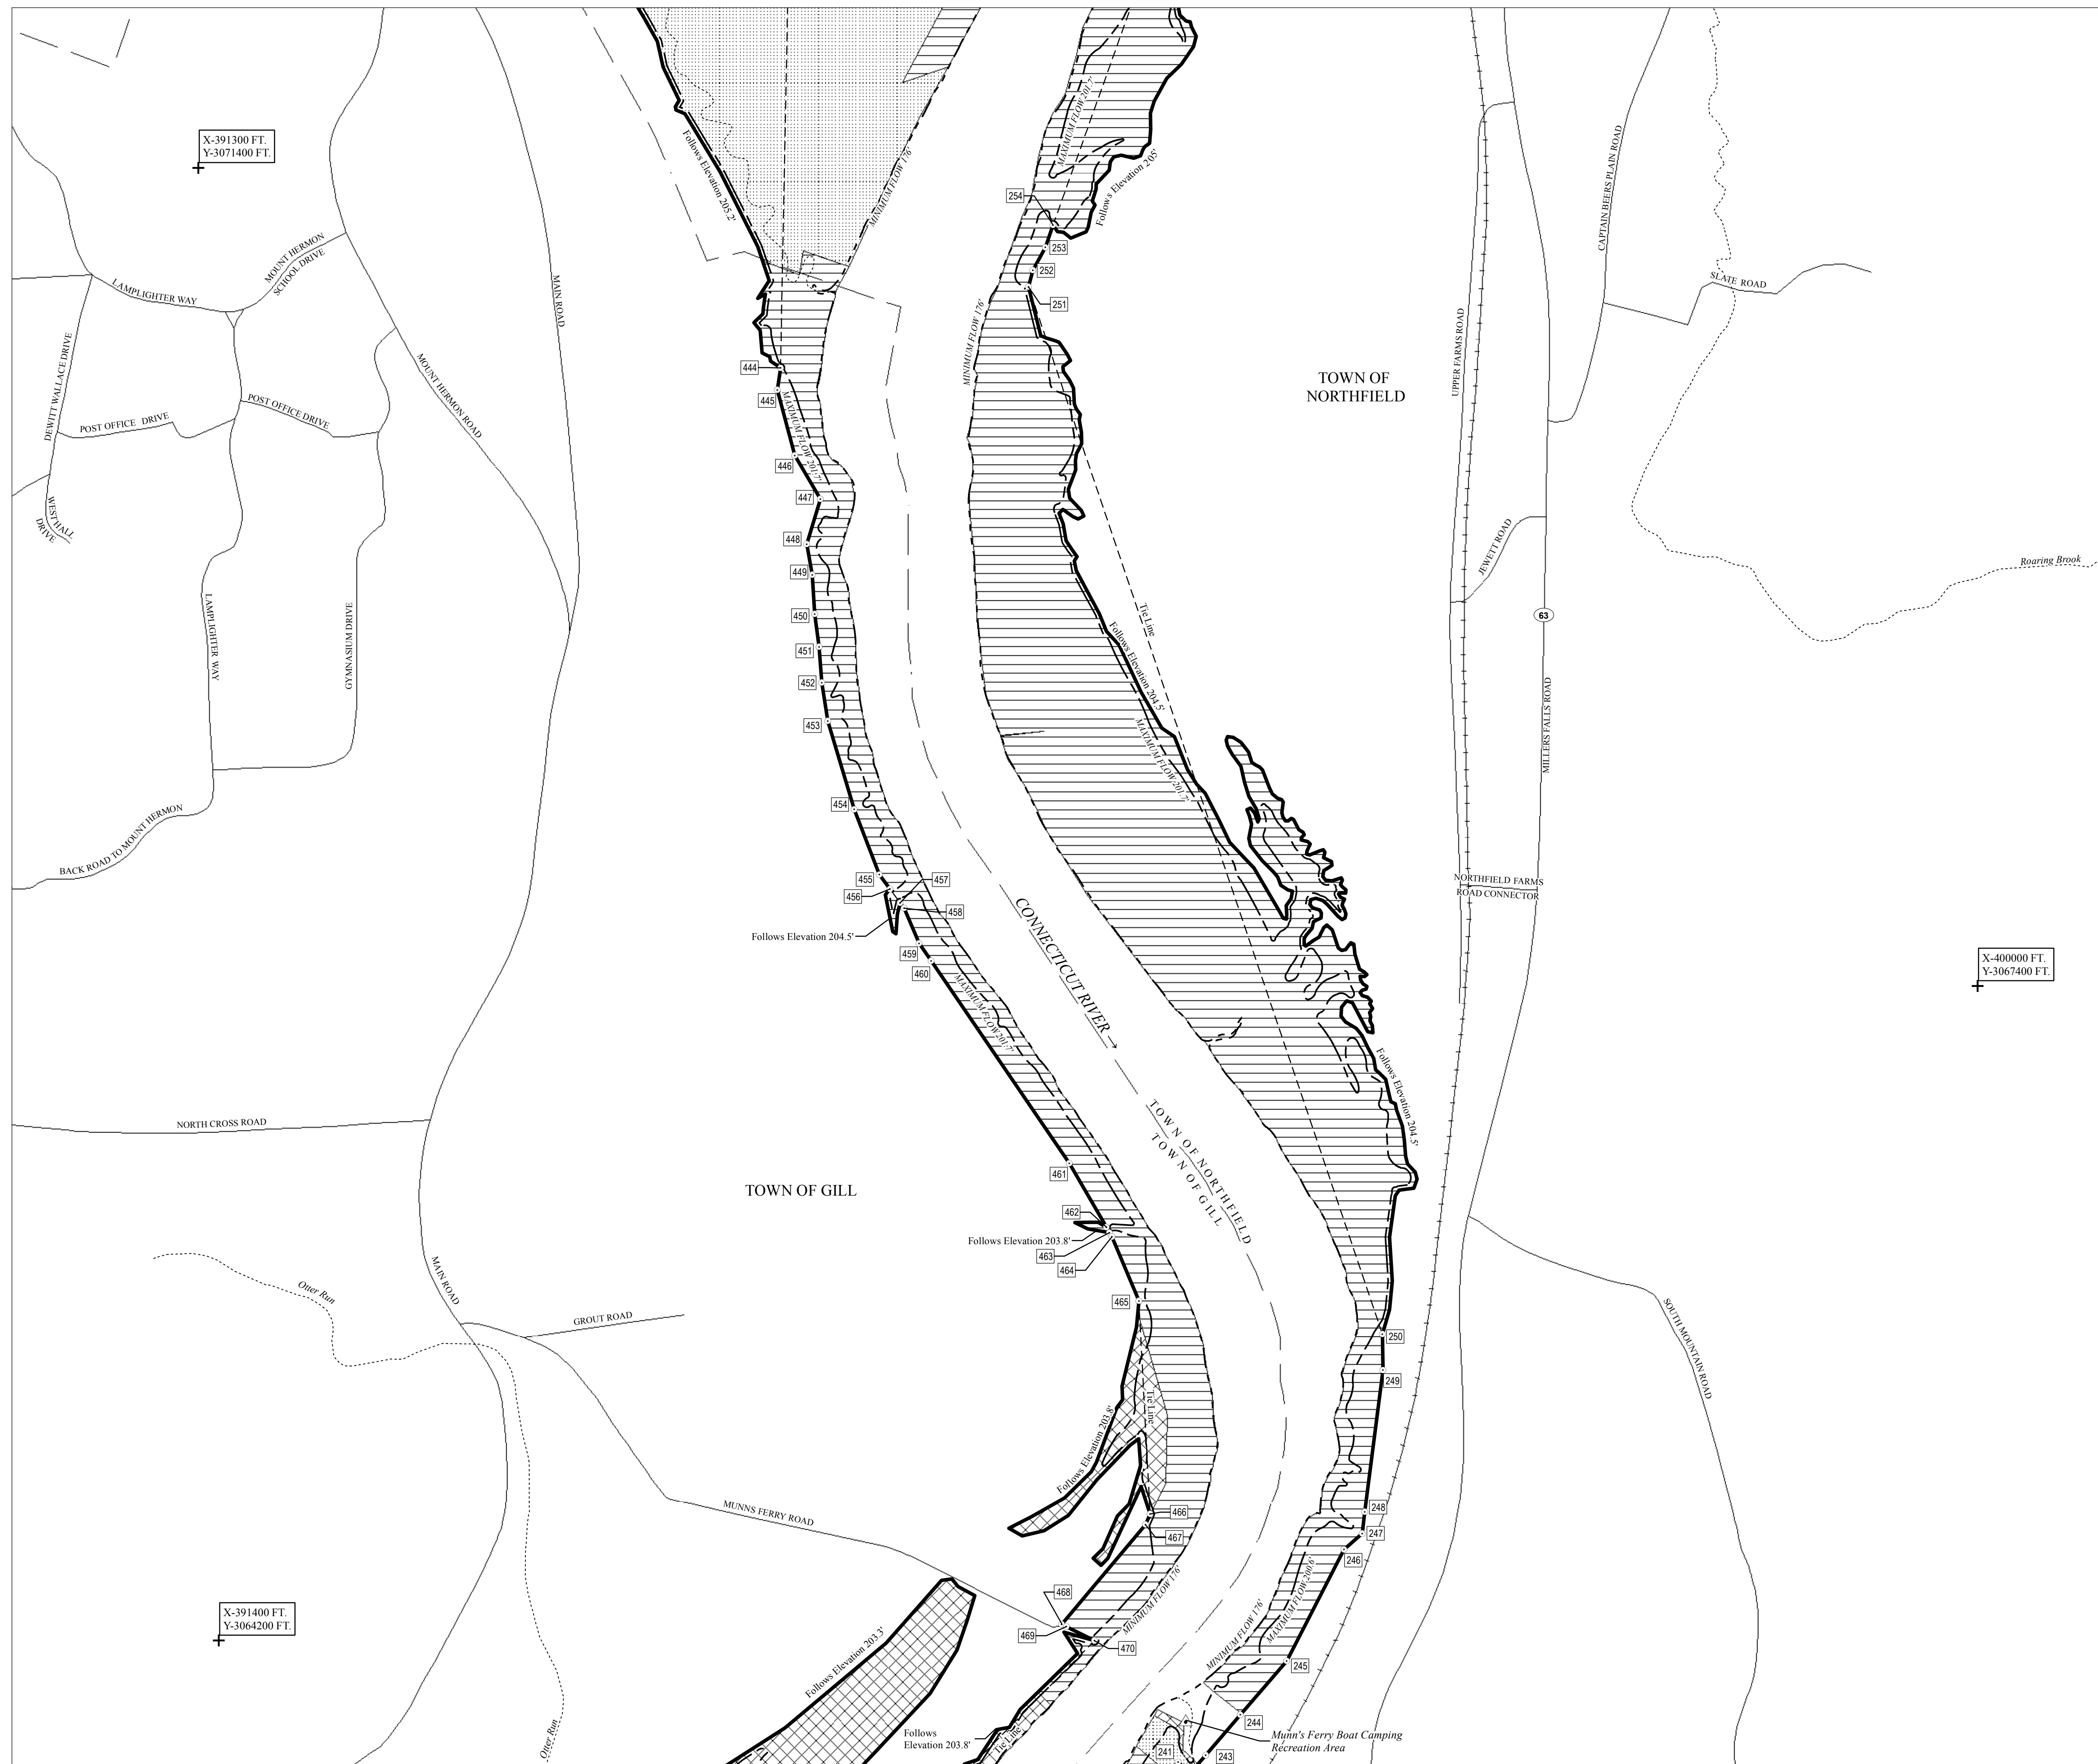 X-391300 FT.
Y-3071400 FT.
Follows Elevation 205.2'
MINIMUM FLOW 176'
MAXIMUM FLOW 201.7'
Follows Elevation 205'
254
253
252
251
CAPTAIN BEERS PLAIN ROAD
SLATE ROAD
UPPER FARMS ROAD
MOUNT HERMON
SCHOOL DRIVE
LAMPLIGHTER WAY
MAIN ROAD
MINIMUM FLOW 176'
DEWITT WALLACE DRIVE
MOUNT HERMON ROAD
POST OFFICE DRIVE
POST OFFICE DRIVE
444
445
MAXIMUM FLOW 201.7'
446
447
TOWN OF
NORTHFIELD
WEST HALL
DRIVE
448
449
450
451
452
453
454
JEWETT ROAD
Roaring Brook
63
LAMPLIGHTER WAY
GYMNASIUM DRIVE
Tie Line
Follows Elevation 204.5'
MAXIMUM FLOW 201.7'
MILLERS FALLS ROAD
BACK ROAD TO MOUNT HERMON
455
456
457
458
Follows Elevation 204.5'
459
460
NORTHFIELD FARMS
ROAD CONNECTOR
CONNECTICUT RIVER →
X-400000 FT.
Y-3067400 FT.
MAXIMUM FLOW 201.7'
Follows Elevation 204.5'
NORTH CROSS ROAD
TOWN OF NORTHFIELD
TOWN OF GILL
TOWN OF GILL
461
462
Follows Elevation 203.8'
463
464
465
MAIN ROAD
Otter Run
GROUT ROAD
SOUTH MOUNTAIN ROAD
250
249
Tie Line
Follows Elevation 203.8'
MUNNS FERRY ROAD
466
467
248
247
246
MAXIMUM FLOW 200.6'
MINIMUM FLOW 176'
MINIMUM FLOW 176'
468
469
470
X-391400 FT.
Y-3064200 FT.
Follows Elevation 203.3'
245
244
Otter Run
Follows
Elevation 203.8'
Tie Line
241
243
Munn's Ferry Boat Camping
Recreation Area